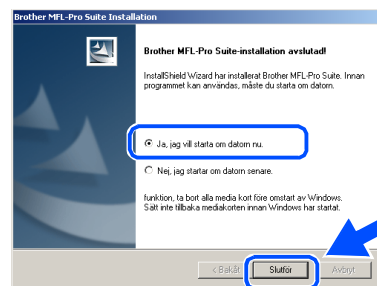 Brother MFL-Pro Suite Installation
Brother MFL-Pro Suite-installation avslutad!
InstallShield Wizard har installerat Brother MFL-Pro Suite. Innan
programmet kan användas, måste du starta om datorn.
Ja, jag vill starta om datorn nu.
Nej, jag startar om datorn senare.
funktion, ta bort alla media kort före omstart av Windows.
Sätt inte tillbaka mediakorten innan Windows har startat.
< Bakåt
Slutför
Avbryt